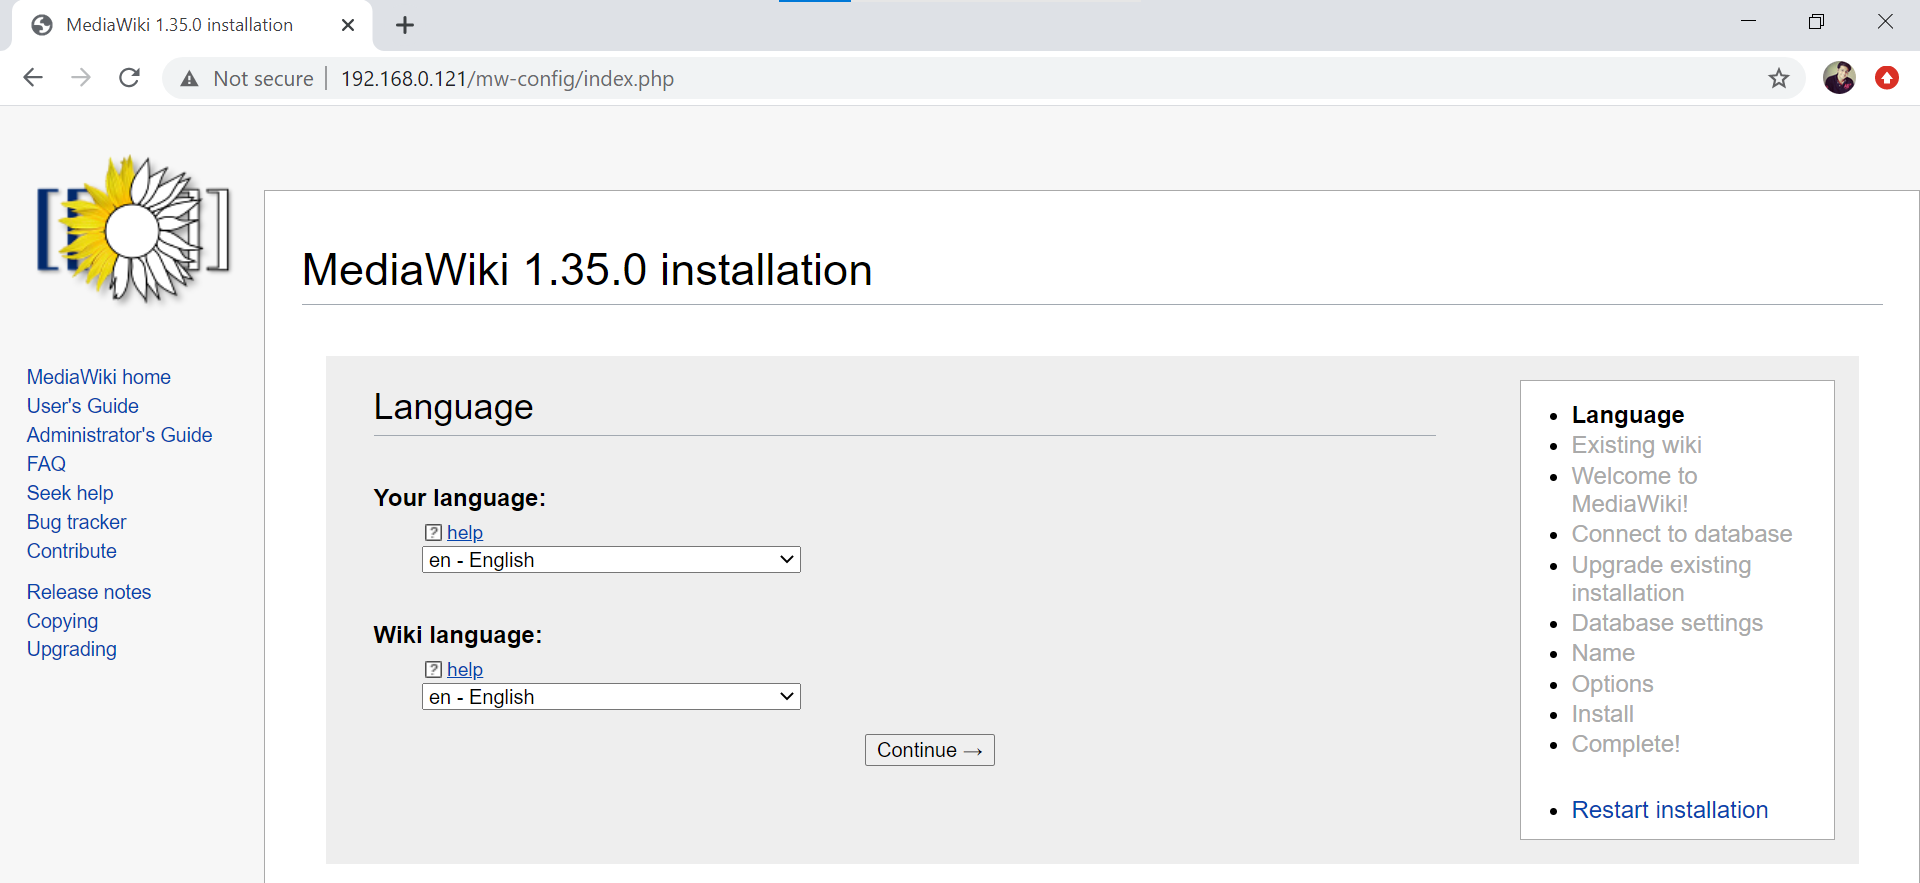 MediaWiki 1.35.0 installation
Not secure
192.168.0.121/mw-config/index.php
MediaWiki home
User's Guide
Administrator's Guide
FAQ
Seek help
Bug tracker
Contribute
Release notes
Copying
Upgrading
MediaWiki 1.35.0 installation
Language
Your language:
help
en - English
Wiki language:
help
en - English
Continue →
Language
Existing wiki
Welcome to
MediaWiki!
Connect to database
Upgrade existing
installation
Database settings
Name
Options
Install
Complete!
Restart installation